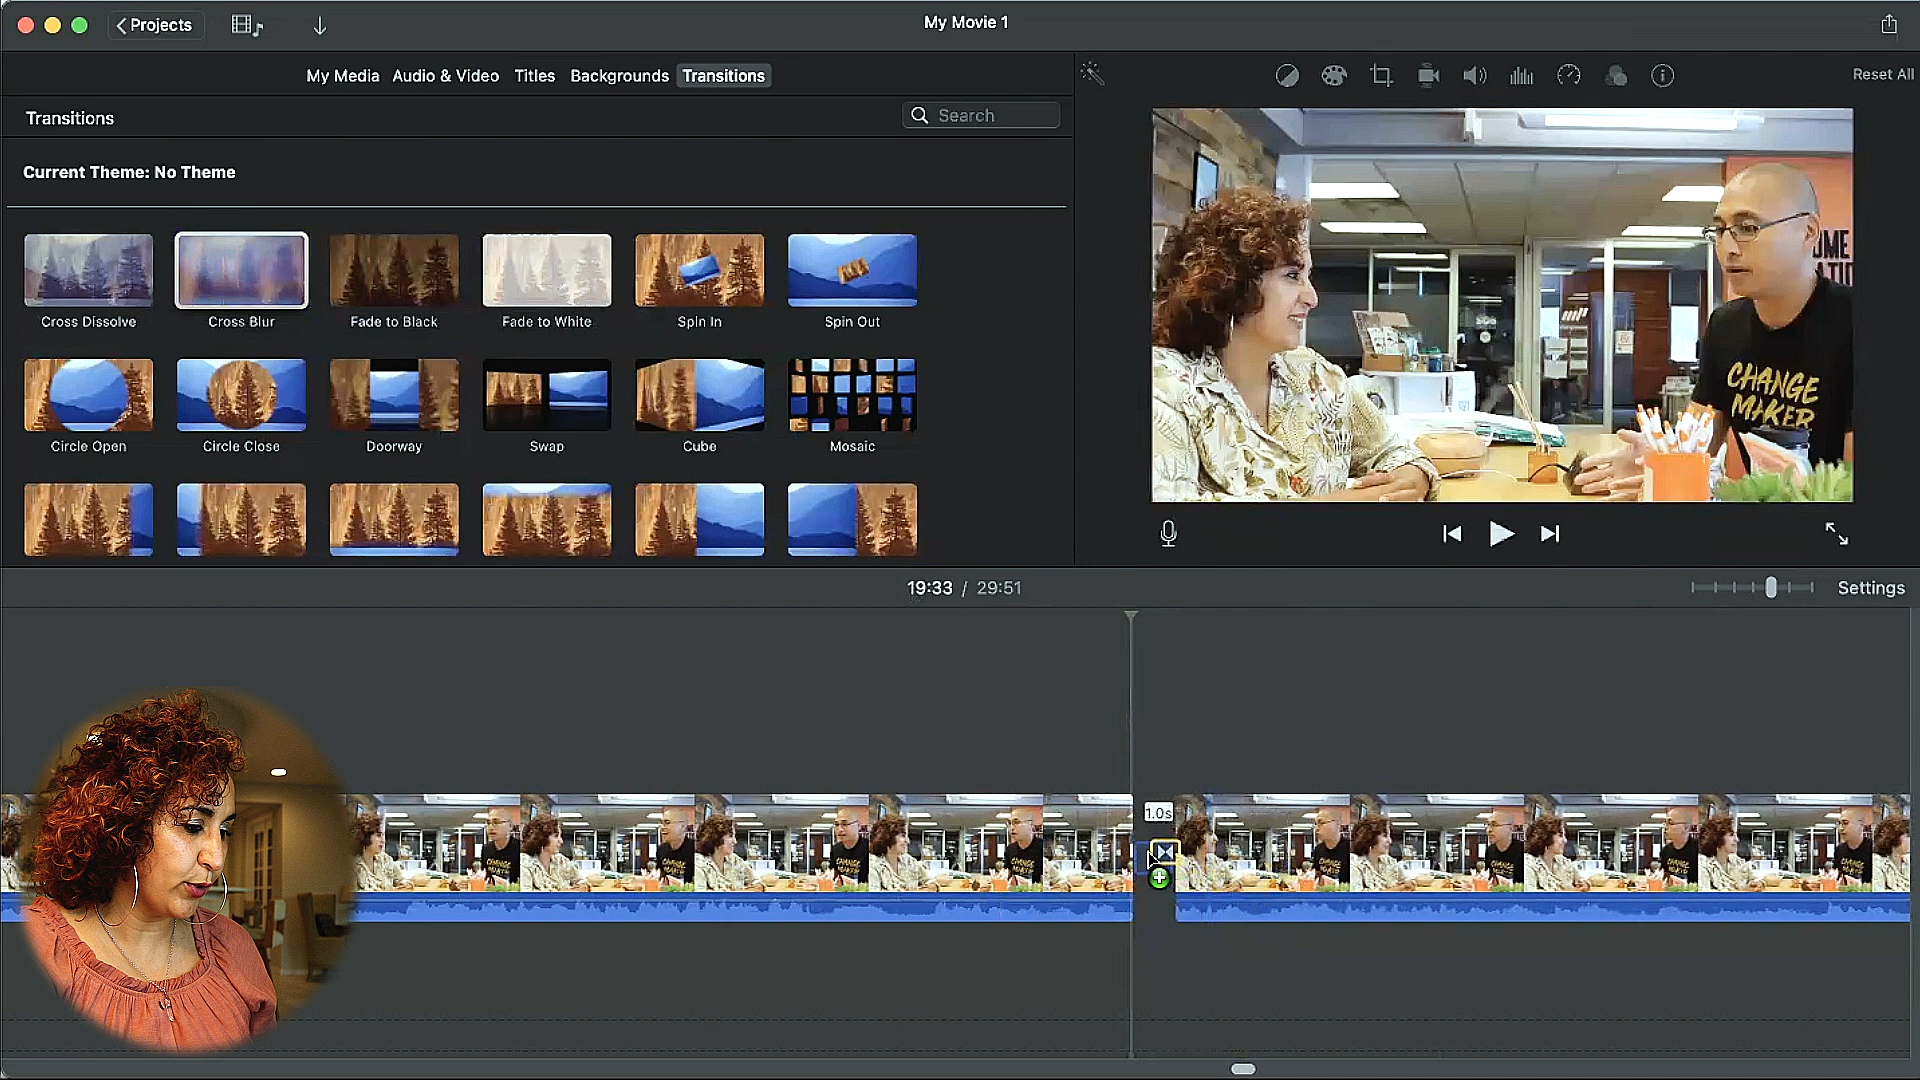 Projects
My Movie 1
My Media
Audio & Video
Titles
Backgrounds
Transitions
Reset All
Transitions
Search
Current Theme: No Theme
Cross Dissolve
Cross Blur
Fade to Black
Fade to White
Spin In
Spin Out
Circle Open
Circle Close
Doorway
Swap
Cube
Mosaic
CHANGE
MAKER
19:33 / 29:51
Settings
1.0s